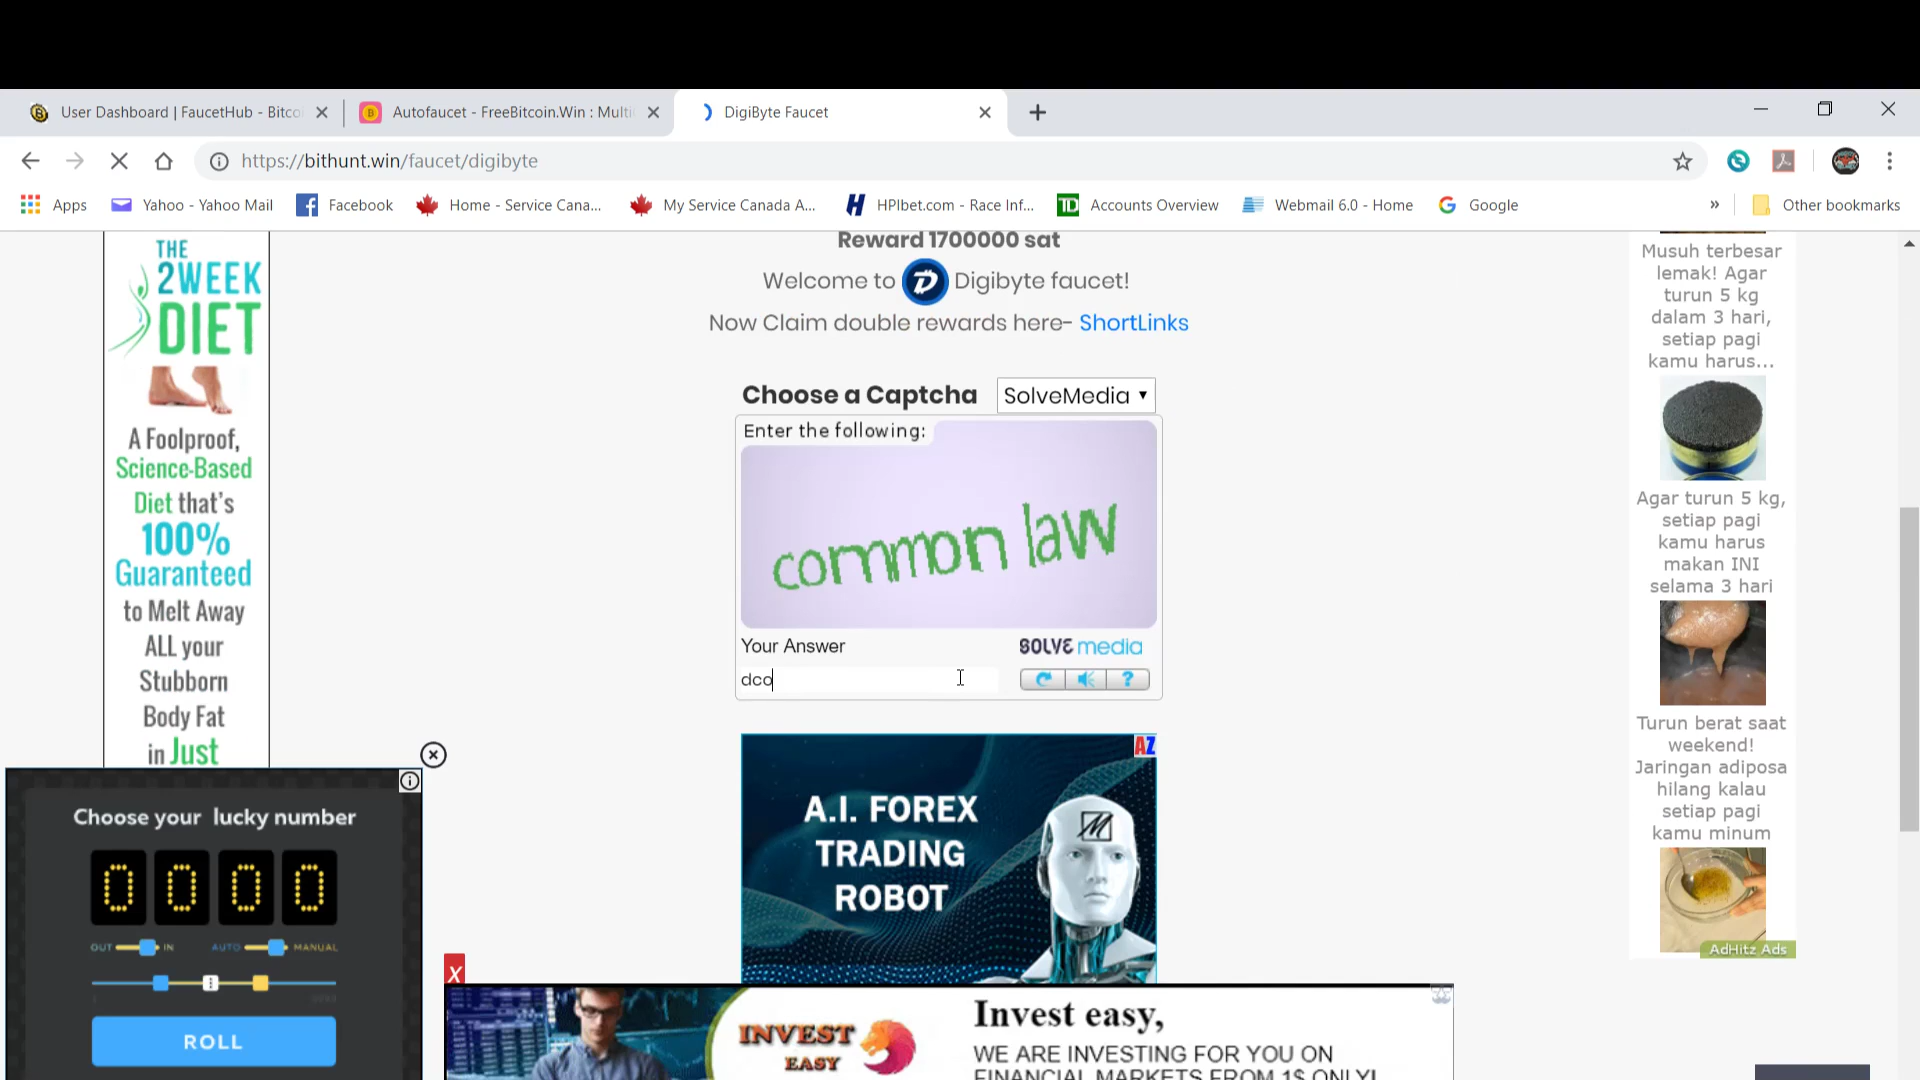 User Dashboard | FaucetHub - Bitco
Autofaucet - FreeBitcoin.Win : Multi
DigiByte Faucet
https://bithunt.win/faucet/digibyte
Apps
Yahoo - Yahoo Mail
Facebook
Home - Service Cana...
My Service Canada A...
HPIbet.com - Race Inf...
TD
Accounts Overview
Webmail 6.0 - Home
Google
»
Other bookmarks
THE
2WEEK
DIET
A Foolproof,
Science-Based
Diet that's
100%
Guaranteed
to Melt Away
ALL your
Stubborn
Body Fat
in Just
Reward 1700000 sat
Welcome to Digibyte faucet!
Now Claim double rewards here- ShortLinks
Choose a Captcha SolveMedia
Enter the following:
common law
Your Answer
SOLVE media
dco
?
AZ
A.I. FOREX
TRADING
ROBOT
Musuh terbesar
lemak! Agar
turun 5 kg
dalam 3 hari,
setiap pagi
kamu harus...
Agar turun 5 kg,
setiap pagi
kamu harus
makan INI
selama 3 hari
Turun berat saat
weekend!
Jaringan adiposa
hilang kalau
setiap pagi
kamu minum
AdHitz Ads
Choose your lucky number
0 0 0 0
OUT IN AUTO MANUAL
ROLL
X
INVEST
EASY
Invest easy,
WE ARE INVESTING FOR YOU ON
FINANCIAL MARKETS FROM 1$ ONLY!